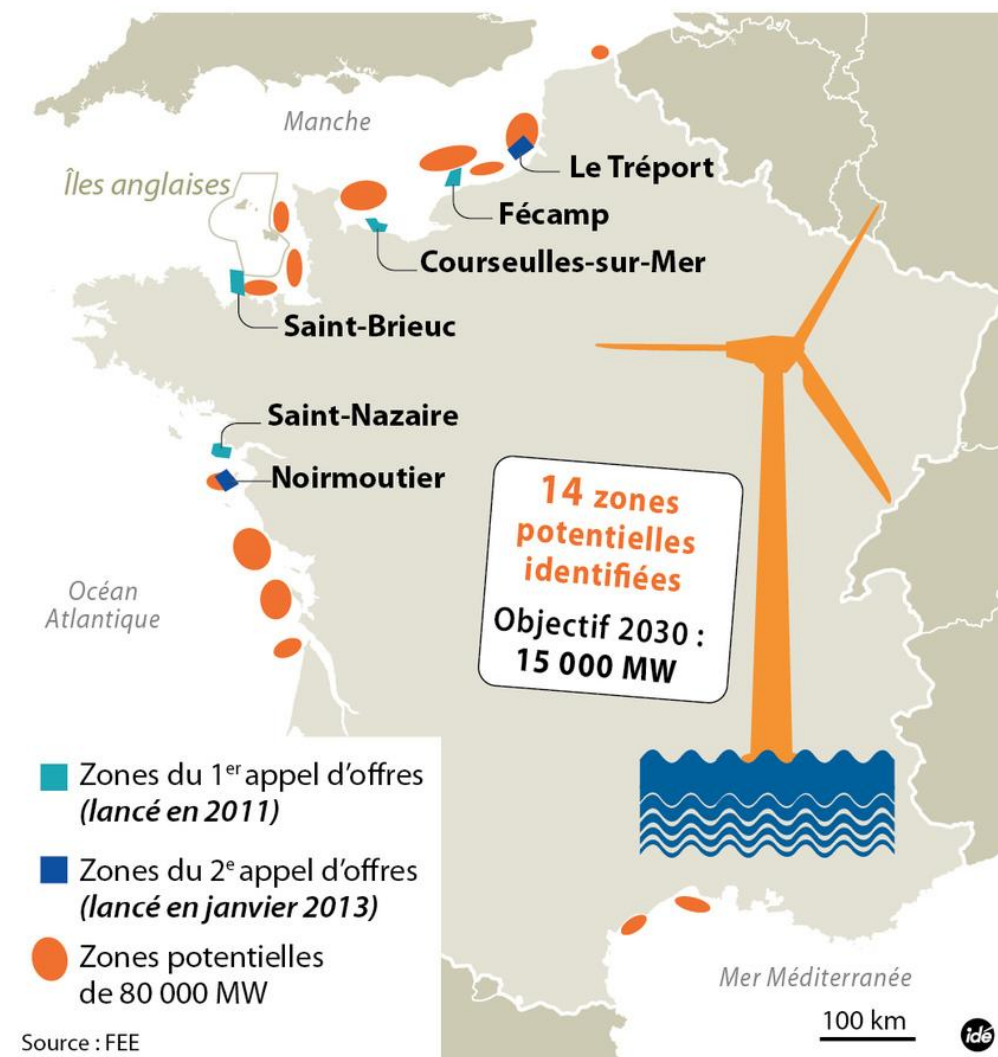 Manche
Îles anglaises
Le Tréport
Fécamp
Courseulles-sur-Mer
Saint-Brieuc
Saint-Nazaire
Noirmoutier
14 zones
potentielles
identifiées
Objectif 2030 :
15 000 MW
Océan
Atlantique
Zones du 1er appel d’offres
(lancé en 2011)
Zones du 2e appel d’offres
(lancé en janvier 2013)
Zones potentielles
de 80 000 MW
Mer Méditerranée
100 km
Source : FEE
idé